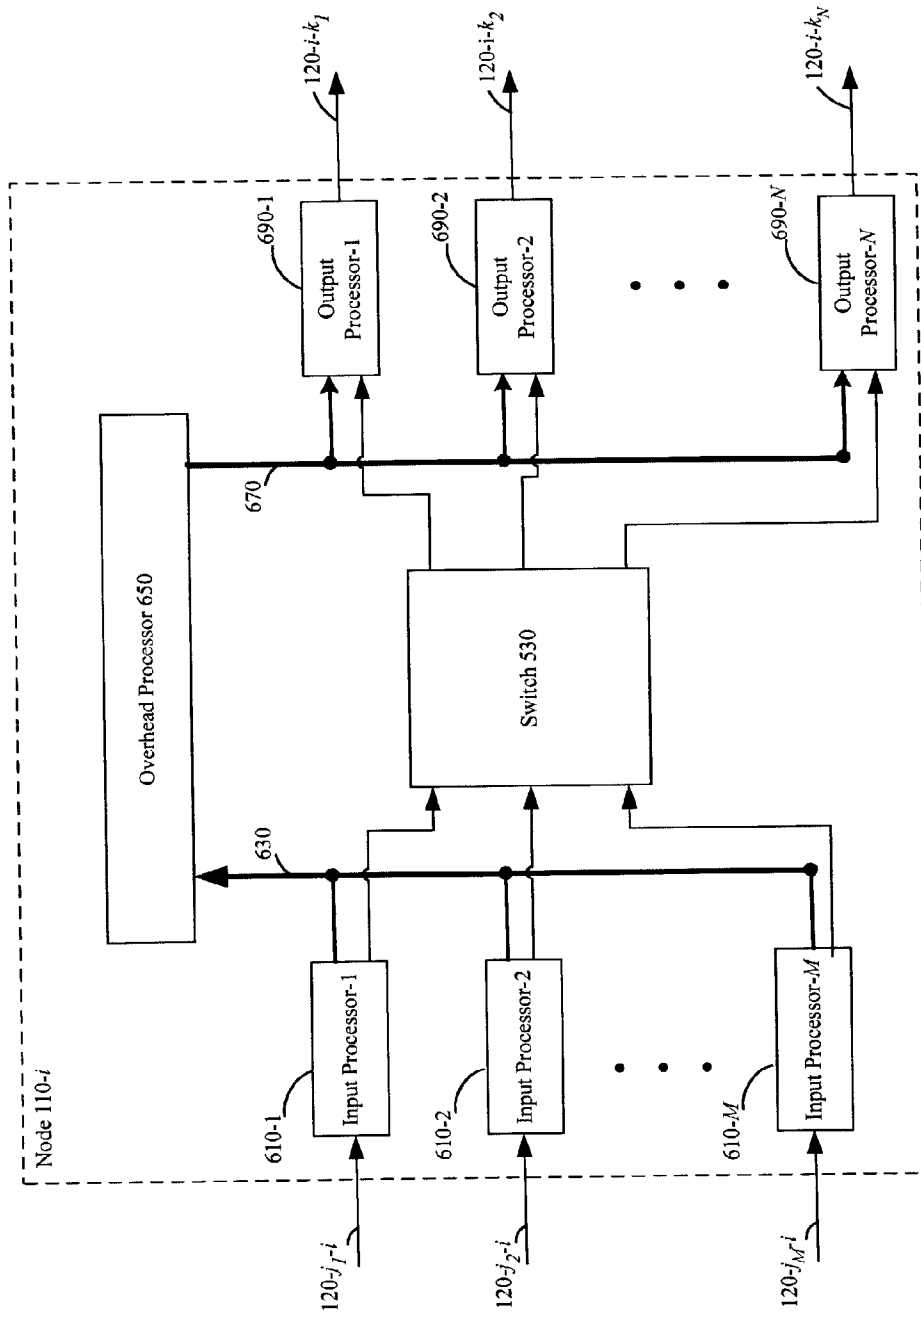 Node 110-i
Overhead Processor 650
630
670
120-j1-i
610-1
Input Processor-1
690-1
Output
Processor-1
120-i-k1
120-j2-i
610-2
Input Processor-2
Switch 530
690-2
Output
Processor-2
120-i-k2
120-jM-i
610-M
Input Processor-M
690-N
Output
Processor-N
120-i-kN